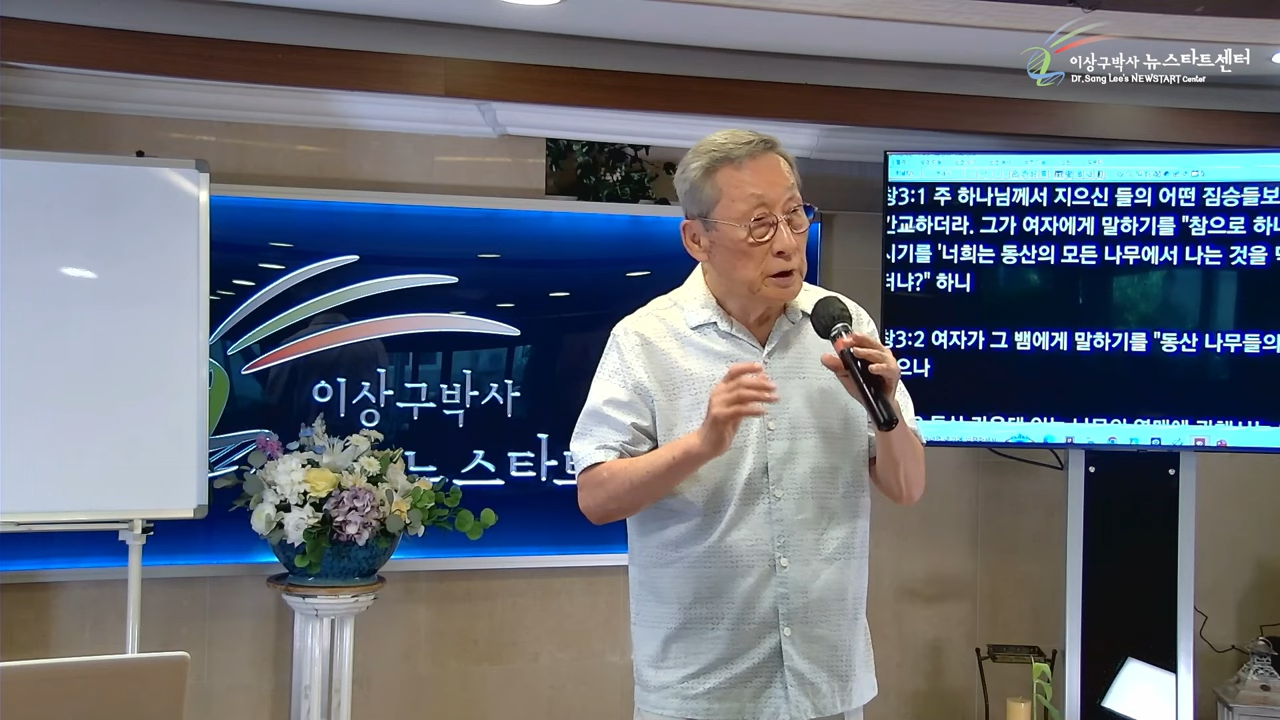 이상구박사 뉴스타트센터
Dr. Sang Lee's NEWSTART Center
창3:1 주 하나님께서 지으신 들의 어떤 짐승들보
간교하더라. 그가 여자에게 말하기를 "참으로 하나
시기를 '너희는 동산의 모든 나무에서 나는 것을
더냐?" 하니
창3:2 여자가 그 뱀에게 말하기를 "동산 나무들의
으나
이상구박사
뉴스타트